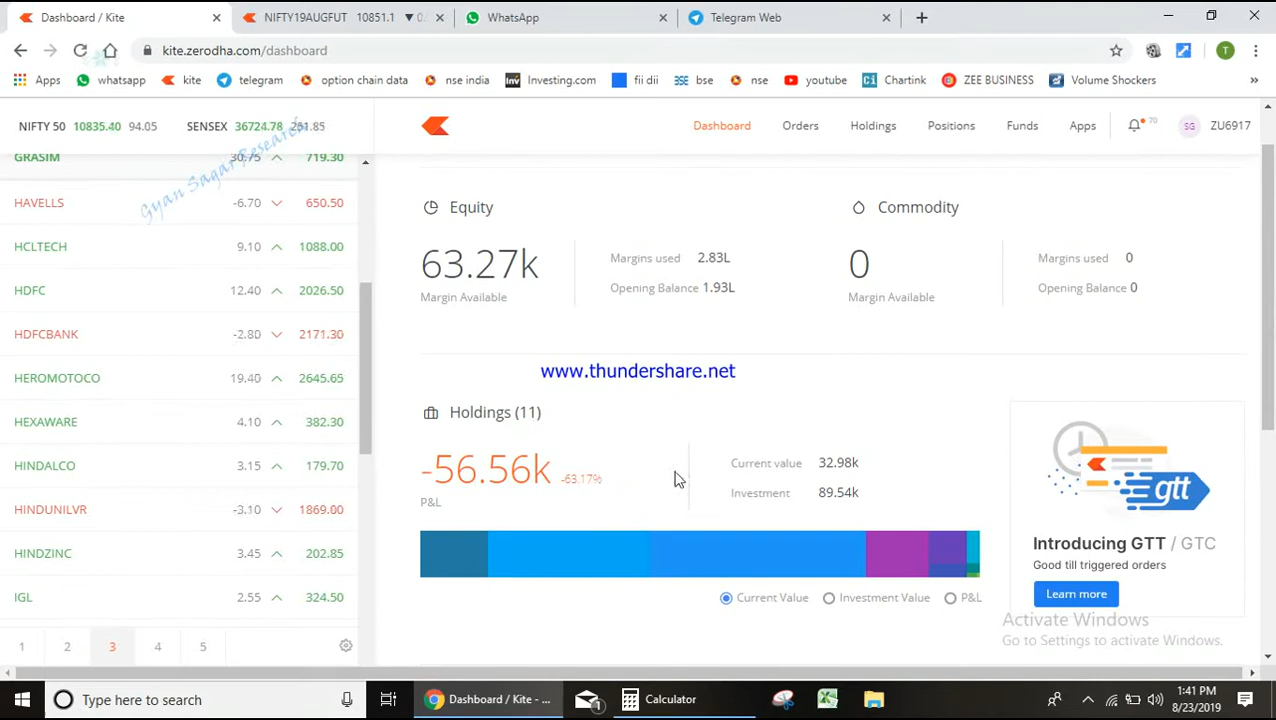 Dashboard / Kite
NIFTY19AUGFUT 10851.1 ▼
WhatsApp
Telegram Web
kite.zerodha.com/dashboard
T
Apps whatsapp kite telegram option chain data nse india Investing.com fii dii bse nse youtube Chartink ZEE BUSINESS Volume Shockers »
NIFTY 50 10835.40 94.05 SENSEX 36724.78 251.85
Dashboard Orders Holdings Positions Funds Apps 70 SG ZU6917
Gyan Sagar Research
GRASIM 30.75 719.30
HAVELLS -6.70 650.50
HCLTECH 9.10 1088.00
HDFC 12.40 2026.50
HDFCBANK -2.80 2171.30
HEROMOTOCO 19.40 2645.65
HEXAWARE 4.10 382.30
HINDALCO 3.15 179.70
HINDUNILVR -3.10 1869.00
HINDZINC 3.45 202.85
IGL 2.55 324.50
1 2 3 4 5
Equity
63.27k
Margin Available
Margins used 2.83L
Opening Balance 1.93L
Commodity
0
Margin Available
Margins used 0
Opening Balance 0
www.thundershare.net
Holdings (11)
-56.56k -63.17%
P&L
Current value 32.98k
Investment 89.54k
Current Value Investment Value P&L
gtt
Introducing GTT / GTC
Good till triggered orders
Learn more
Activate Windows
Go to Settings to activate Windows.
Type here to search
Dashboard / Kite - ...
1
Calculator
1:41 PM
8/23/2019